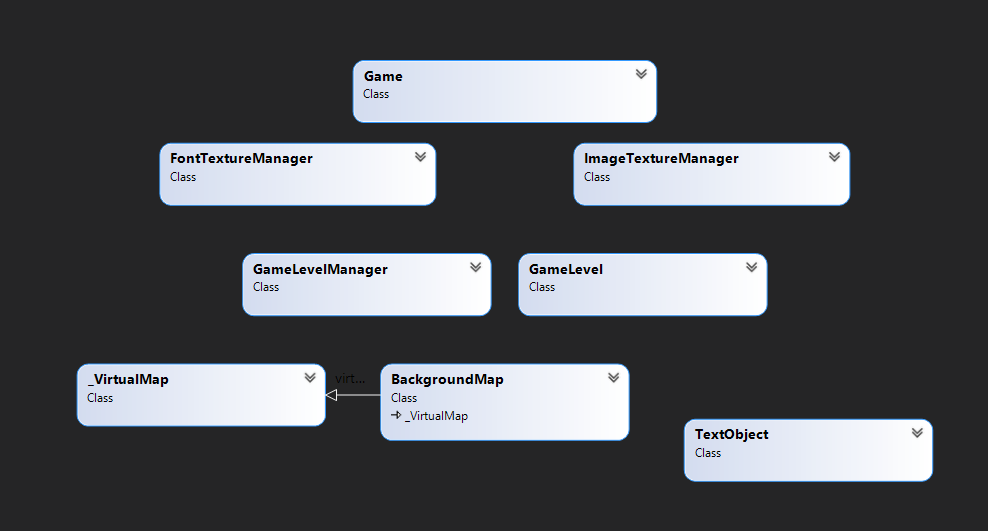 Game
Class
FontTextureManager
Class
ImageTextureManager
Class
GameLevelManager
Class
GameLevel
Class
_VirtualMap
Class
virt...
BackgroundMap
Class
_VirtualMap
TextObject
Class